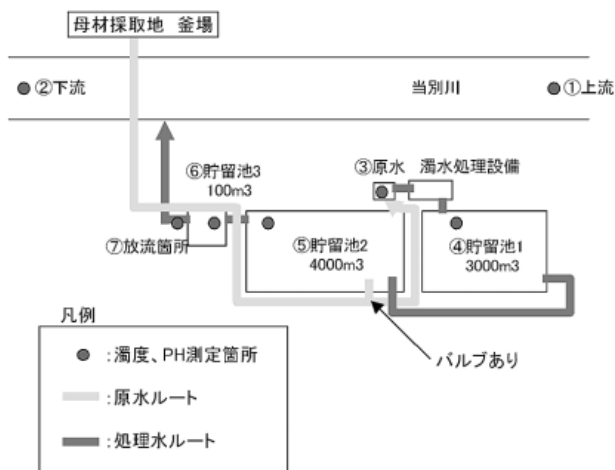 母材採取地 釜場
②下流
当別川
①上流
⑥貯留池3
100m3
③原水
濁水処理設備
⑦放流箇所
⑤貯留池2
4000m3
④貯留池1
3000m3
凡例
:濁度、PH測定箇所
:原水ルート
:処理水ルート
バルブあり